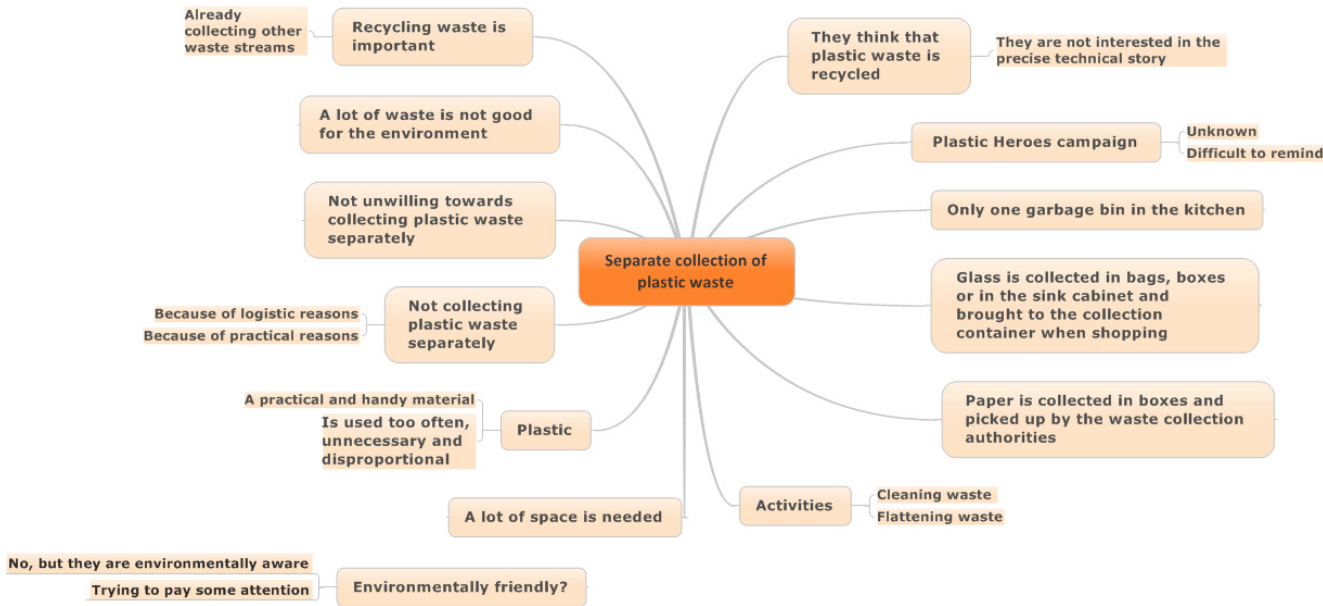 Separate collection of
plastic waste
Already
collecting other
waste streams
Recycling waste is
important
A lot of waste is not good
for the environment
Not unwilling towards
collecting plastic waste
separately
Because of logistic reasons
Because of practical reasons
Not collecting
plastic waste
separately
A practical and handy material
Is used too often,
unnecessary and
disproportional
Plastic
A lot of space is needed
No, but they are environmentally aware
Trying to pay some attention
Environmentally friendly?
They think that
plastic waste is
recycled
They are not interested in the
precise technical story
Plastic Heroes campaign
Unknown
Difficult to remind
Only one garbage bin in the kitchen
Glass is collected in bags, boxes
or in the sink cabinet and
brought to the collection
container when shopping
Paper is collected in boxes and
picked up by the waste collection
authorities
Activities
Cleaning waste
Flattening waste